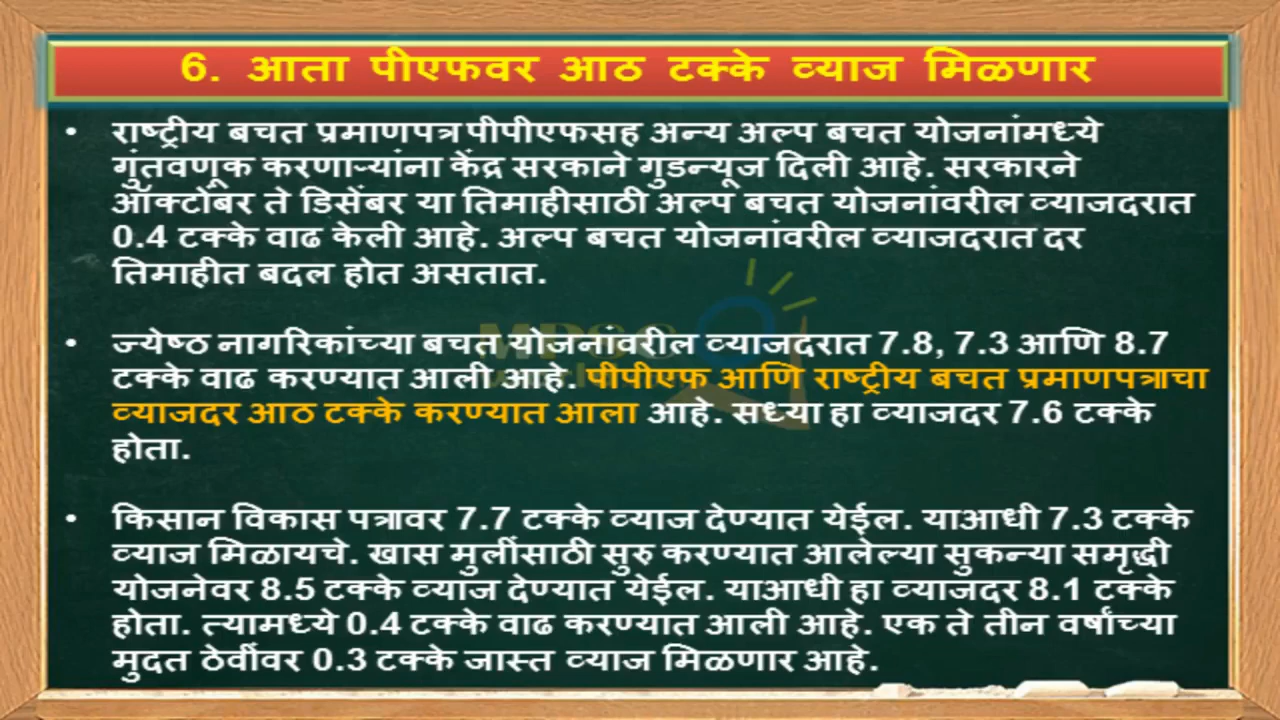 6. आता पीएफवर आठ टक्के व्याज मिळणार
• राष्ट्रीय बचत प्रमाणपत्र पीपीएफसह अन्य अल्प बचत योजनांमध्ये
गुंतवणूक करणाऱ्यांना केंद्र सरकाने गुडन्यूज दिली आहे. सरकारने
ऑक्टोंबर ते डिसेंबर या तिमाहीसाठी अल्प बचत योजनांवरील व्याजदरात
0.4 टक्के वाढ केली आहे. अल्प बचत योजनांवरील व्याजदरात दर
तिमाहीत बदल होत असतात.
• ज्येष्ठ नागरिकांच्या बचत योजनांवरील व्याजदरात 7.8, 7.3 आणि 8.7
टक्के वाढ करण्यात आली आहे. पीपीएफ आणि राष्ट्रीय बचत प्रमाणपत्राचा
व्याजदर आठ टक्के करण्यात आला आहे. सध्या हा व्याजदर 7.6 टक्के
होता.
• किसान विकास पत्रावर 7.7 टक्के व्याज देण्यात येईल. याआधी 7.3 टक्के
व्याज मिळायचे. खास मुलींसाठी सुरु करण्यात आलेल्या सुकन्या समृद्धी
योजनेवर 8.5 टक्के व्याज देण्यात येईल. याआधी हा व्याजदर 8.1 टक्के
होता. त्यामध्ये 0.4 टक्के वाढ करण्यात आली आहे. एक ते तीन वर्षांच्या
मुदत ठेवींवर 0.3 टक्के जास्त व्याज मिळणार आहे.
MPSC